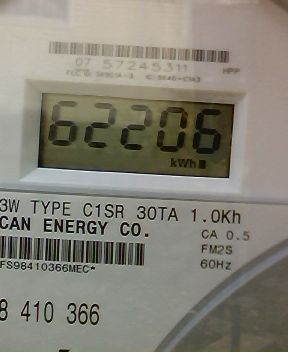 07 57245311
HPP
62206
kWh
3W TYPE C1SR 30TA 1.0Kh
CAN ENERGY CO.
CA 0.5
FM2S
60Hz
FS98410366MEC*
8 410 366